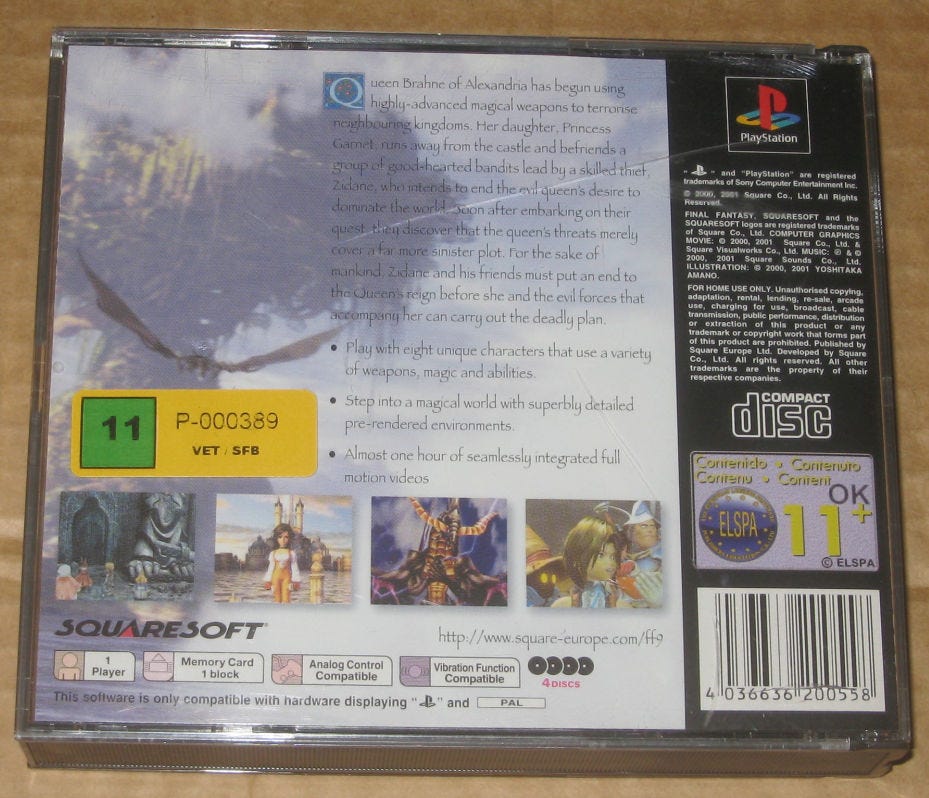 Queen Brahne of Alexandria has begun using
highly-advanced magical weapons to terrorise
neighbouring kingdoms. Her daughter, Princess
Garnet, runs away from the castle and befriends a
group of good-hearted bandits lead by a skilled thief,
Zidane, who intends to end the evil queen's desire to
dominate the world. Soon after embarking on their
quest, they discover that the queen's threats merely
cover a far more sinister plot. For the sake of
mankind, Zidane and his friends must put an end to
the Queen's reign before she and the evil forces that
accompany her can carry out the deadly plan.
• Play with eight unique characters that use a variety
of weapons, magic and abilities.
• Step into a magical world with superbly detailed
pre-rendered environments.
• Almost one hour of seamlessly integrated full
motion videos
11
P-000389
VET / SFB
SQUARESOFT
http://www.square-europe.com/ff9
1
Player
Memory Card
1 block
Analog Control
Compatible
Vibration Function
Compatible
4 DISCS
This software is only compatible with hardware displaying " " and PAL
PlayStation
" " and "PlayStation" are registered
trademarks of Sony Computer Entertainment Inc.
© 2000, 2001 Square Co., Ltd. All Rights
Reserved.
FINAL FANTASY, SQUARESOFT and the
SQUARESOFT logos are registered trademarks
of Square Co., Ltd. COMPUTER GRAPHICS
MOVIE: © 2000, 2001 Square Co., Ltd. &
Square Visualworks Co., Ltd. MUSIC: ℗ & ©
2000, 2001 Square Sounds Co., Ltd.
ILLUSTRATION: © 2000, 2001 YOSHITAKA
AMANO.
FOR HOME USE ONLY. Unauthorised copying,
adaptation, rental, lending, re-sale, arcade
use, charging for use, broadcast, cable
transmission, public performance, distribution
or extraction of this product or any
trademark or copyright work that forms part
of this product are prohibited. Published by
Square Europe Ltd. Developed by Square
Co., Ltd. All rights reserved. All other
trademarks are the property of their
respective companies.
COMPACT
disc
Contenido • Contenuto
Contenu • Content
OK
ELSPA
11+
© ELSPA
4 036636 200558